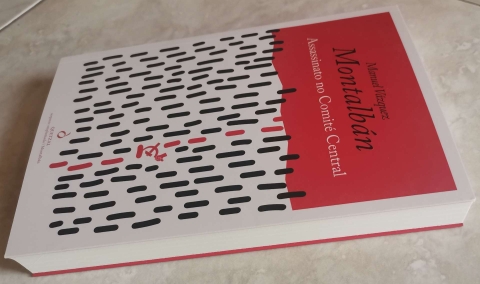 Manuel Vázquez
Montalbán
Assassinato no Comité Central